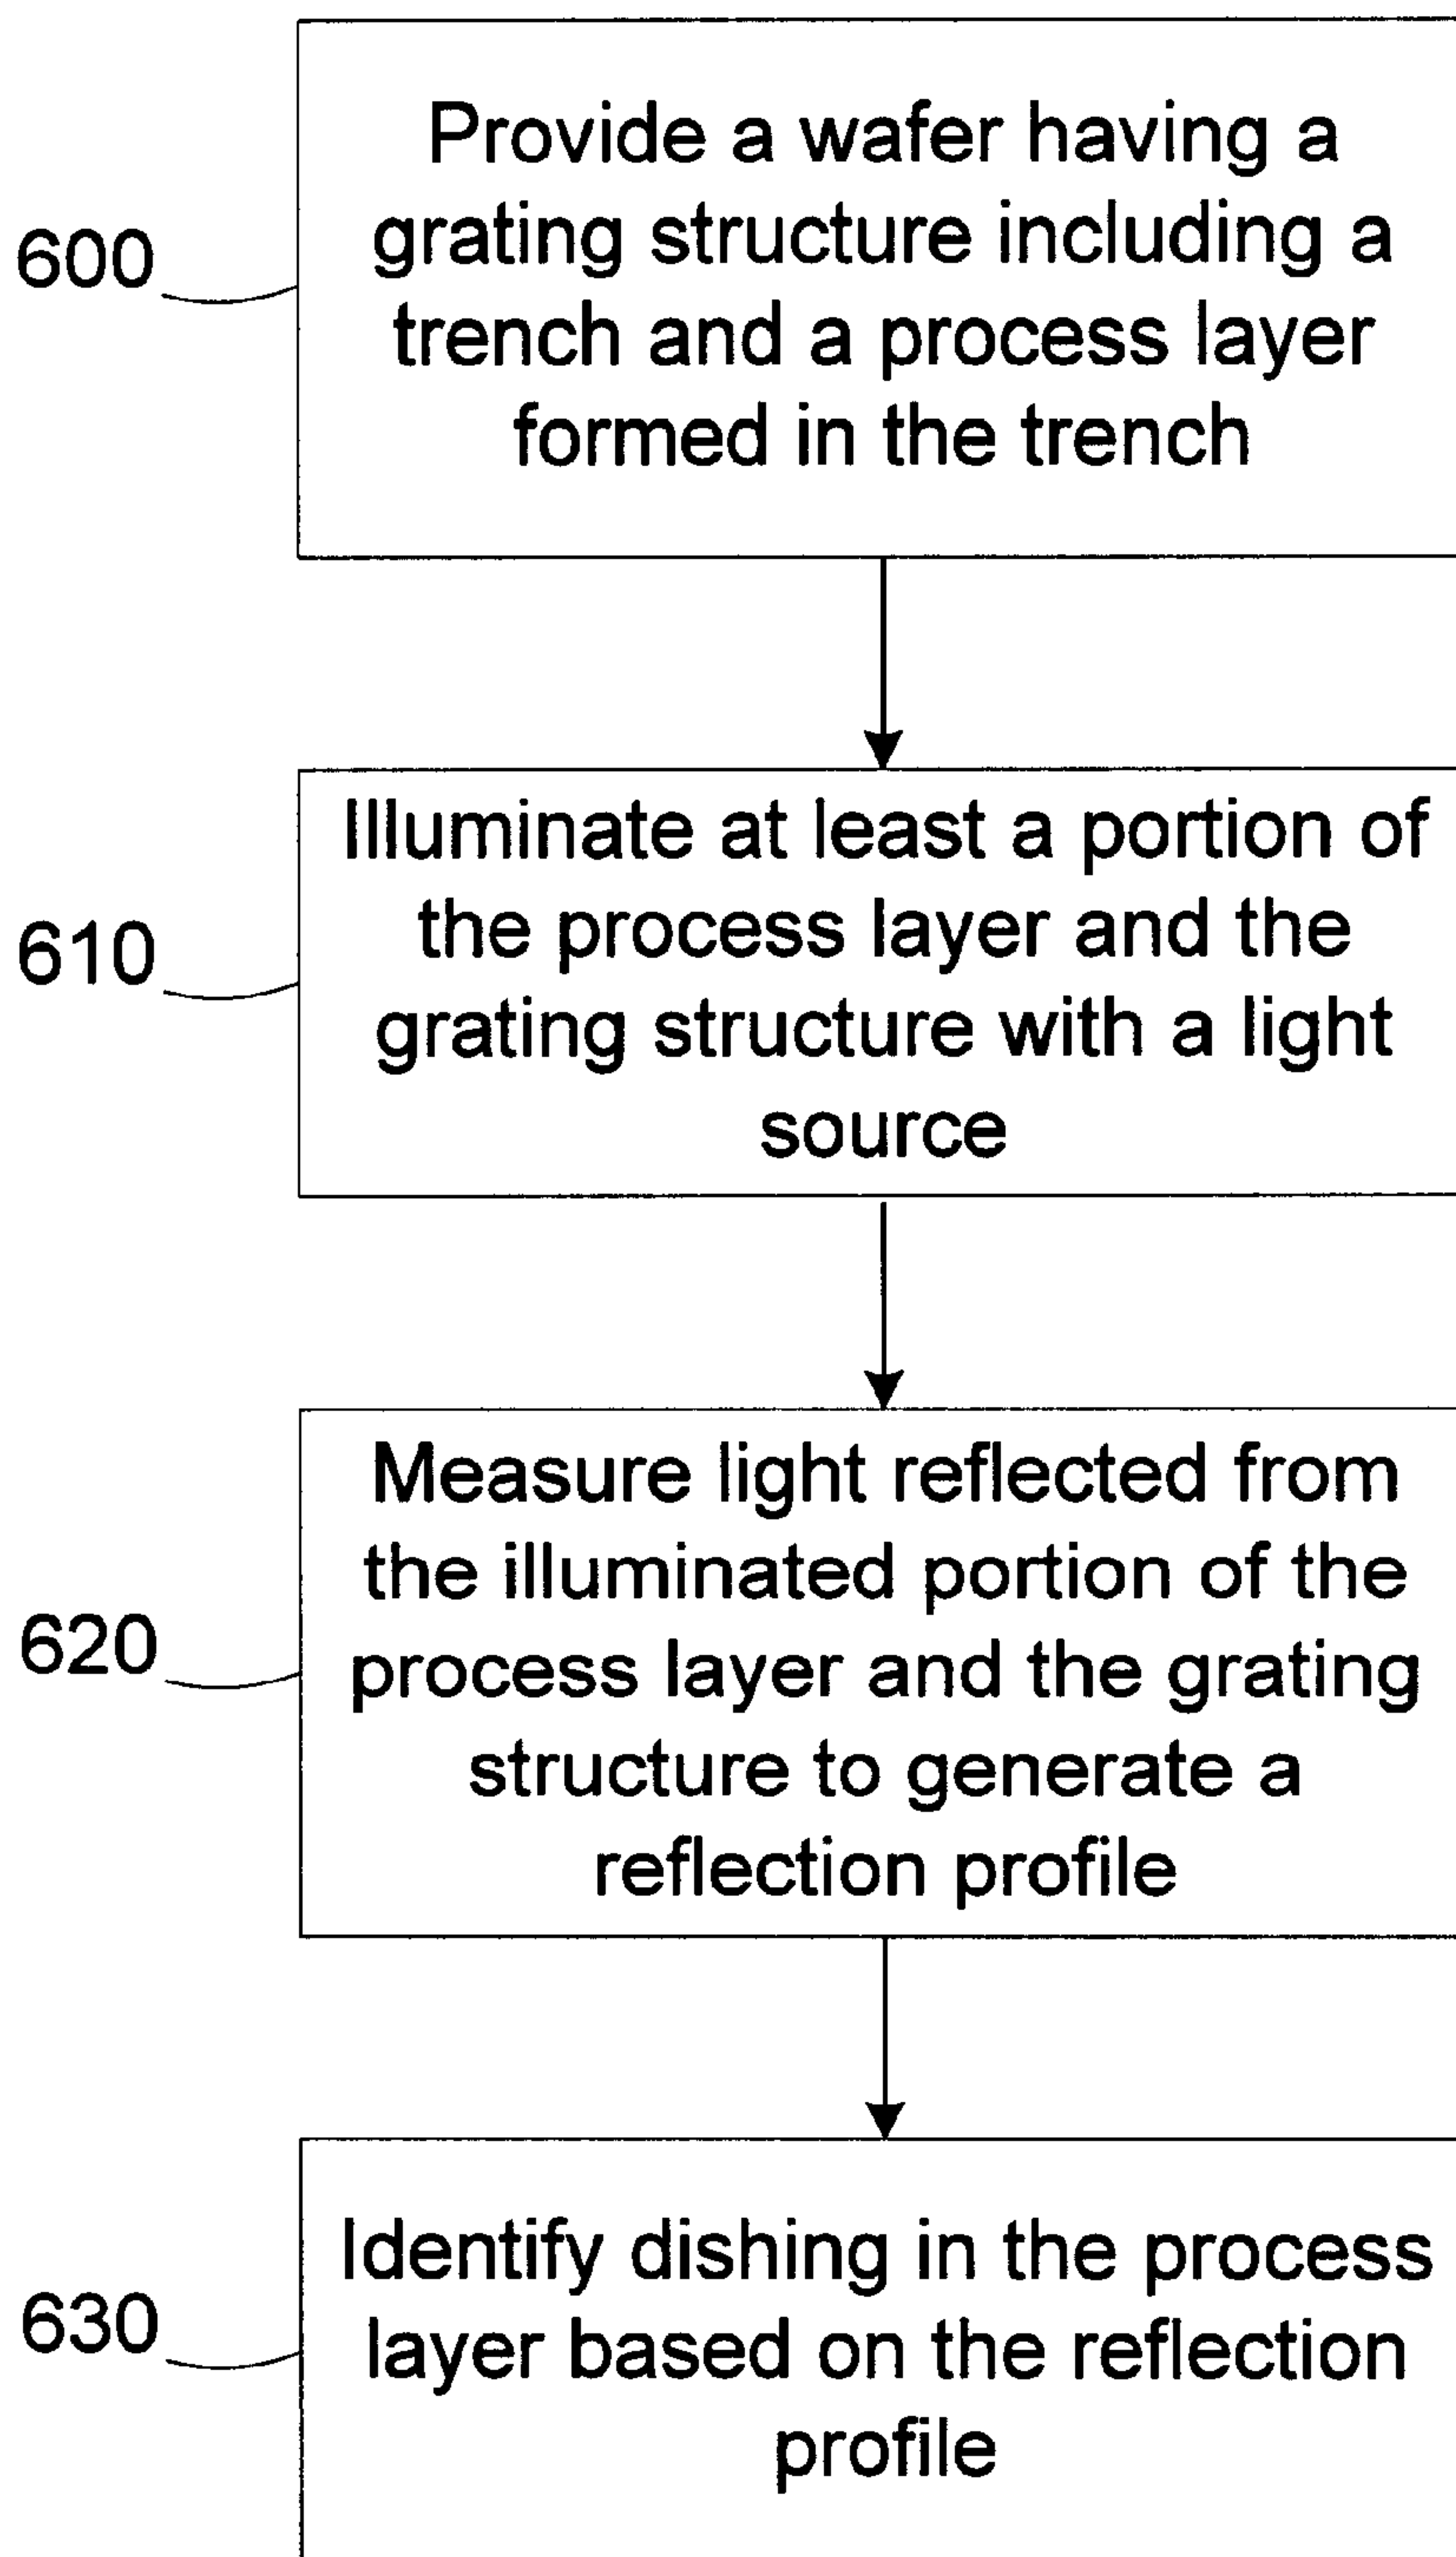 600
Provide a wafer having a
grating structure including a
trench and a process layer
formed in the trench
610
Illuminate at least a portion of
the process layer and the
grating structure with a light
source
620
Measure light reflected from
the illuminated portion of the
process layer and the grating
structure to generate a
reflection profile
630
Identify dishing in the process
layer based on the reflection
profile